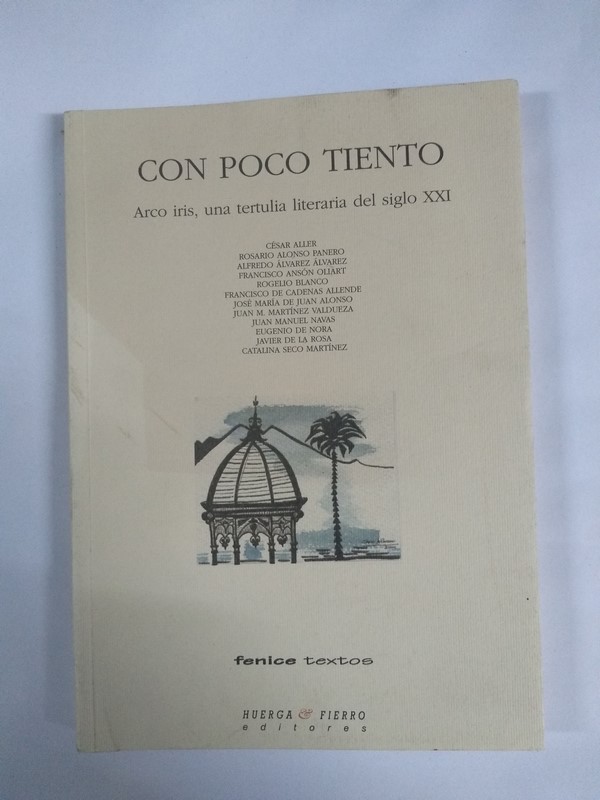 CON POCO TIENTO
Arco iris, una tertulia literaria del siglo XXI
CÉSAR ALLER
ROSARIO ALONSO PANERO
ALFREDO ÁLVAREZ ÁLVAREZ
FRANCISCO ANSÓN OLIART
ROGELIO BLANCO
FRANCISCO DE CADENAS ALLENDE
JOSÉ MARÍA DE JUAN ALONSO
JUAN M. MARTÍNEZ VALDUEZA
JUAN MANUEL NAVAS
EUGENIO DE NORA
JAVIER DE LA ROSA
CATALINA SECO MARTÍNEZ
fenice textos
HUERGA & FIERRO
editores